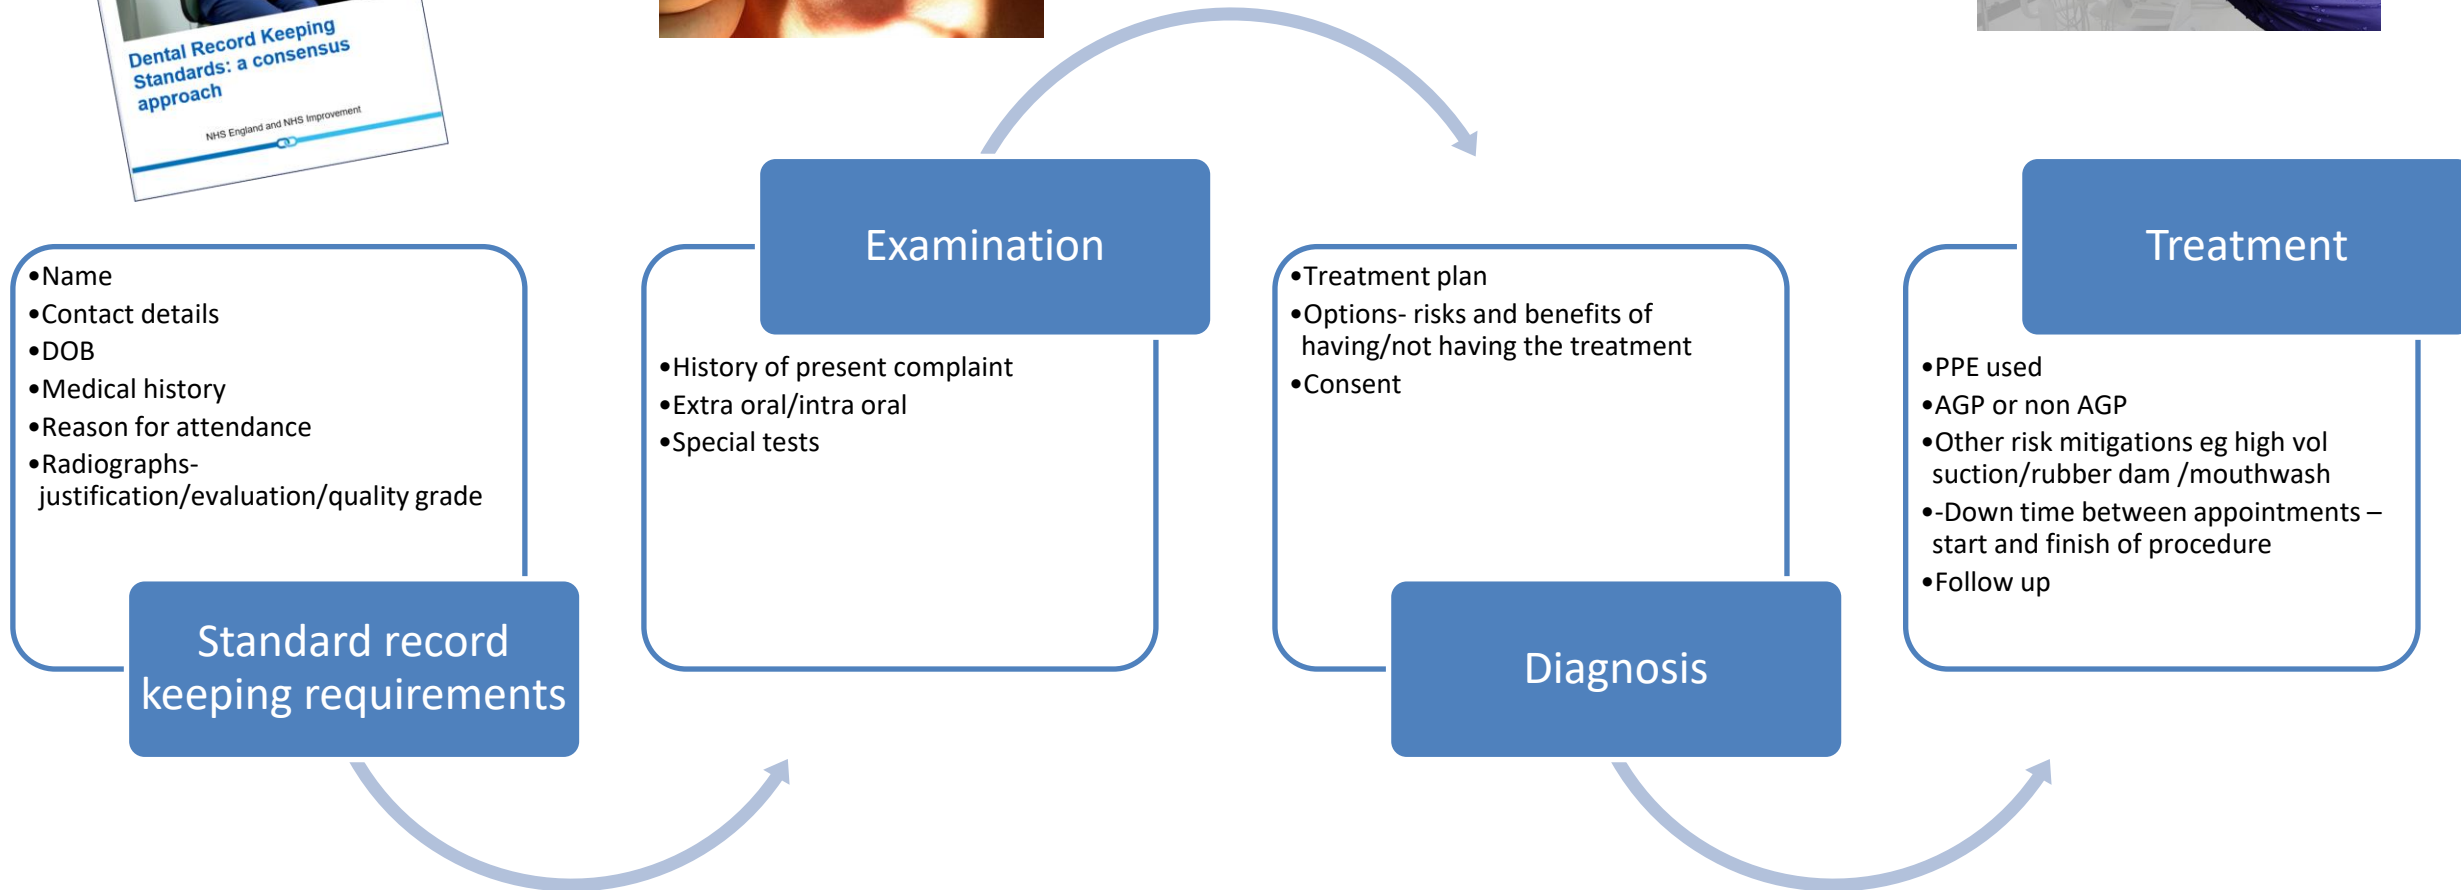 Dental Record Keeping
Standards: a consensus
approach
NHS England and NHS Improvement
•Name
•Contact details
•DOB
•Medical history
•Reason for attendance
•Radiographs-
justification/evaluation/quality grade
Standard record
keeping requirements
Examination
•History of present complaint
•Extra oral/intra oral
•Special tests
•Treatment plan
•Options- risks and benefits of
having/not having the treatment
•Consent
Diagnosis
Treatment
•PPE used
•AGP or non AGP
•Other risk mitigations eg high vol
suction/rubber dam /mouthwash
•-Down time between appointments –
start and finish of procedure
•Follow up